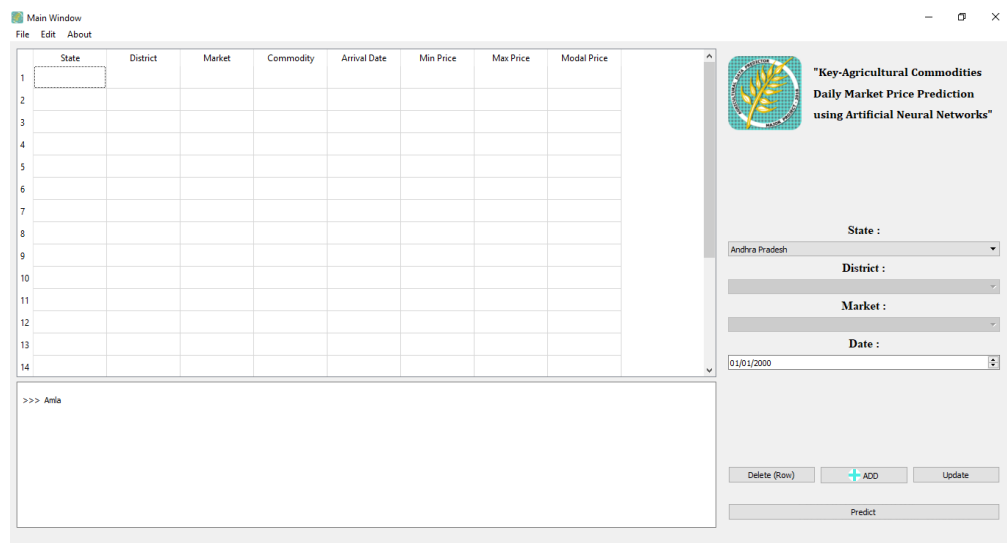 Main Window
File Edit About
State District Market Commodity Arrival Date Min Price Max Price Modal Price
1
2
3
4
5
6
7
8
9
10
11
12
13
14
>>> Amla
"Key-Agricultural Commodities
Daily Market Price Prediction
using Artificial Neural Networks"
State :
Andhra Pradesh
District :
Market :
Date :
01/01/2000
Delete (Row) ADD Update
Predict